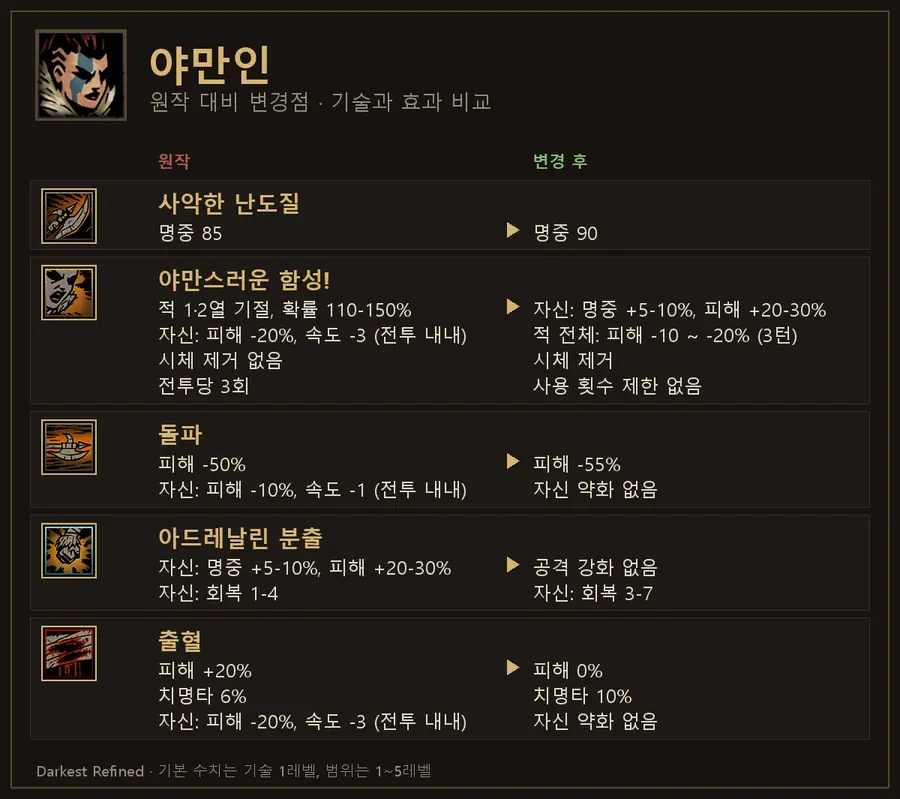 야만인
원작 대비 변경점 · 기술과 효과 비교
원작 변경 후
사악한 난도질
명중 85 ▶ 명중 90
야만스러운 함성!
적 1·2열 기절, 확률 110-150% ▶ 자신: 명중 +5-10%, 피해 +20-30%
자신: 피해 -20%, 속도 -3 (전투 내내) 적 전체: 피해 -10 ~ -20% (3턴)
시체 제거 없음 시체 제거
전투당 3회 사용 횟수 제한 없음
돌파
피해 -50% ▶ 피해 -55%
자신: 피해 -10%, 속도 -1 (전투 내내) 자신 약화 없음
아드레날린 분출
자신: 명중 +5-10%, 피해 +20-30% ▶ 공격 강화 없음
자신: 회복 1-4 자신: 회복 3-7
출혈
피해 +20% ▶ 피해 0%
치명타 6% 치명타 10%
자신: 피해 -20%, 속도 -3 (전투 내내) 자신 약화 없음
Darkest Refined · 기본 수치는 기술 1레벨, 범위는 1~5레벨